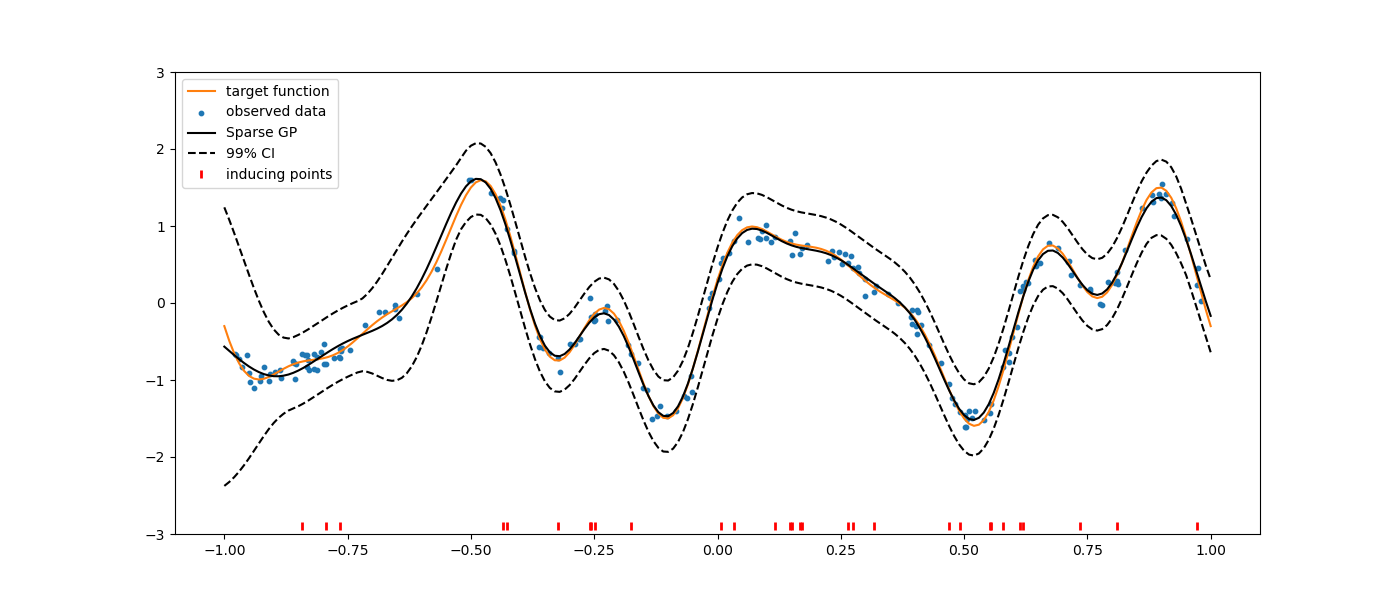 3
target function
observed data
Sparse GP
99% CI
inducing points
2
1
0
−1
−2
−3
−1.00 −0.75 −0.50 −0.25 0.00 0.25 0.50 0.75 1.00